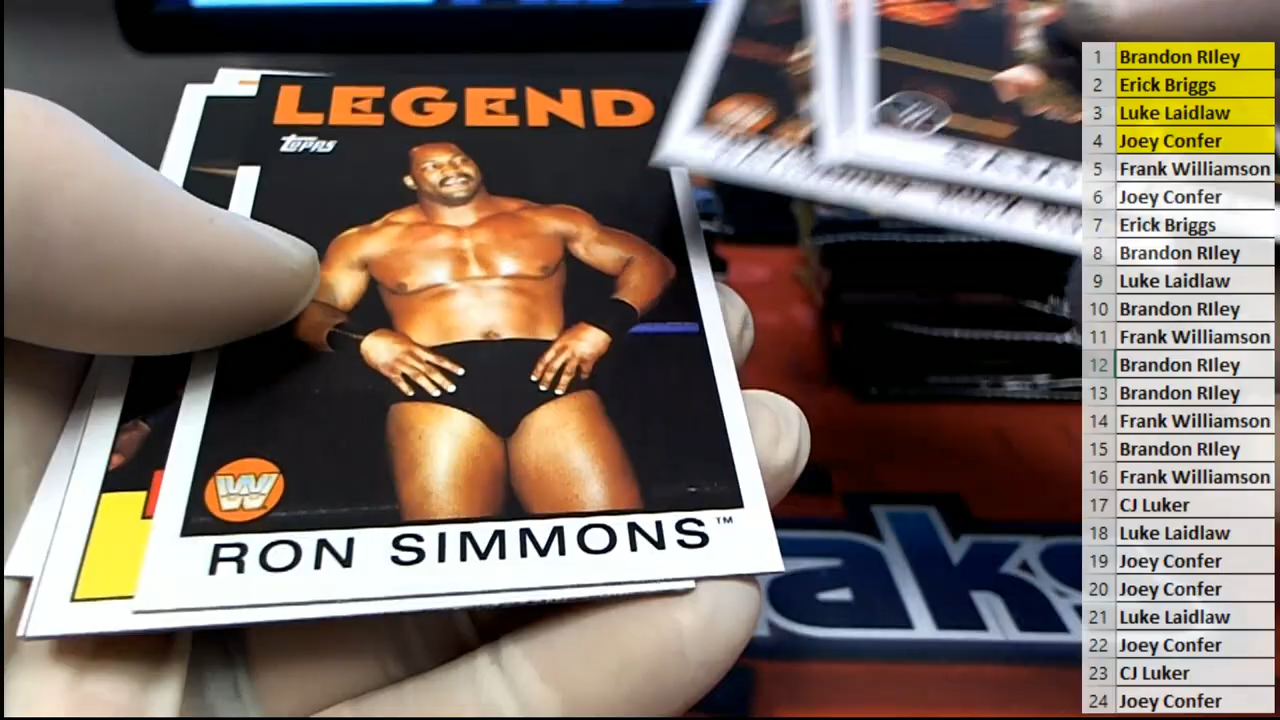 LEGEND
TOPPS
W
RON SIMMONS™
aks
1 Brandon RIley
2 Erick Briggs
3 Luke Laidlaw
4 Joey Confer
5 Frank Williamson
6 Joey Confer
7 Erick Briggs
8 Brandon RIley
9 Luke Laidlaw
10 Brandon RIley
11 Frank Williamson
12 Brandon RIley
13 Brandon RIley
14 Frank Williamson
15 Brandon RIley
16 Frank Williamson
17 CJ Luker
18 Luke Laidlaw
19 Joey Confer
20 Joey Confer
21 Luke Laidlaw
22 Joey Confer
23 CJ Luker
24 Joey Confer